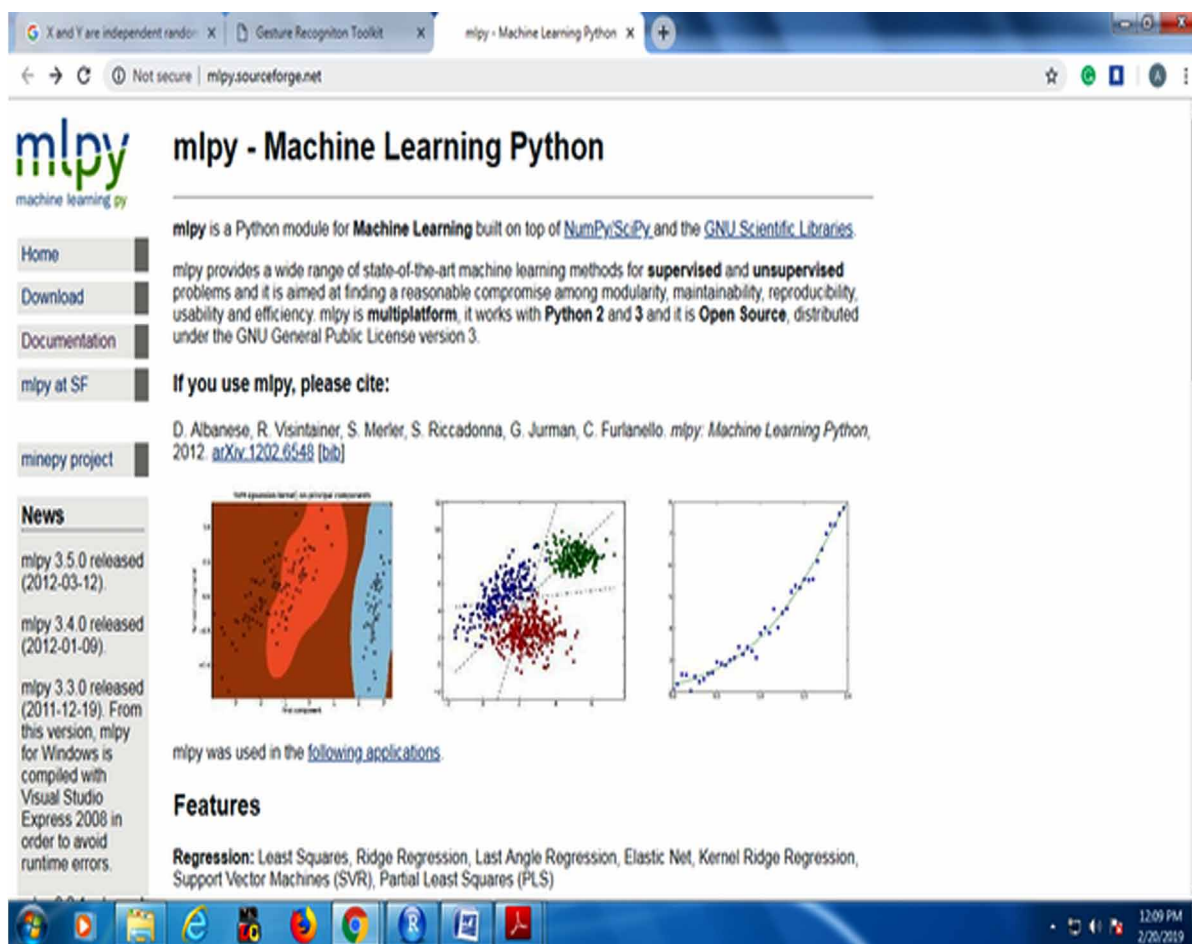 X and Y are independent random
Gesture Recogniton Toolkit
mlpy - Machine Learning Python
Not secure | mlpy.sourceforge.net
mlpy
machine learning py
Home
Download
Documentation
mlpy at SF
minepy project
News
mlpy 3.5.0 released
(2012-03-12).
mlpy 3.4.0 released
(2012-01-09).
mlpy 3.3.0 released
(2011-12-19). From
this version, mlpy
for Windows is
compiled with
Visual Studio
Express 2008 in
order to avoid
runtime errors.
mlpy - Machine Learning Python
mlpy is a Python module for Machine Learning built on top of NumPy/SciPy and the GNU Scientific Libraries.
mlpy provides a wide range of state-of-the-art machine learning methods for supervised and unsupervised
problems and it is aimed at finding a reasonable compromise among modularity, maintainability, reproducibility,
usability and efficiency. mlpy is multiplatform, it works with Python 2 and 3 and it is Open Source, distributed
under the GNU General Public License version 3.
If you use mlpy, please cite:
D. Albanese, R. Visintainer, S. Merler, S. Riccadonna, G. Jurman, C. Furlanello. mlpy: Machine Learning Python,
2012. arXiv:1202.6548 [bib]
mlpy was used in the following applications.
Features
Regression: Least Squares, Ridge Regression, Last Angle Regression, Elastic Net, Kernel Ridge Regression,
Support Vector Machines (SVR), Partial Least Squares (PLS)
12:09 PM
2/20/2019